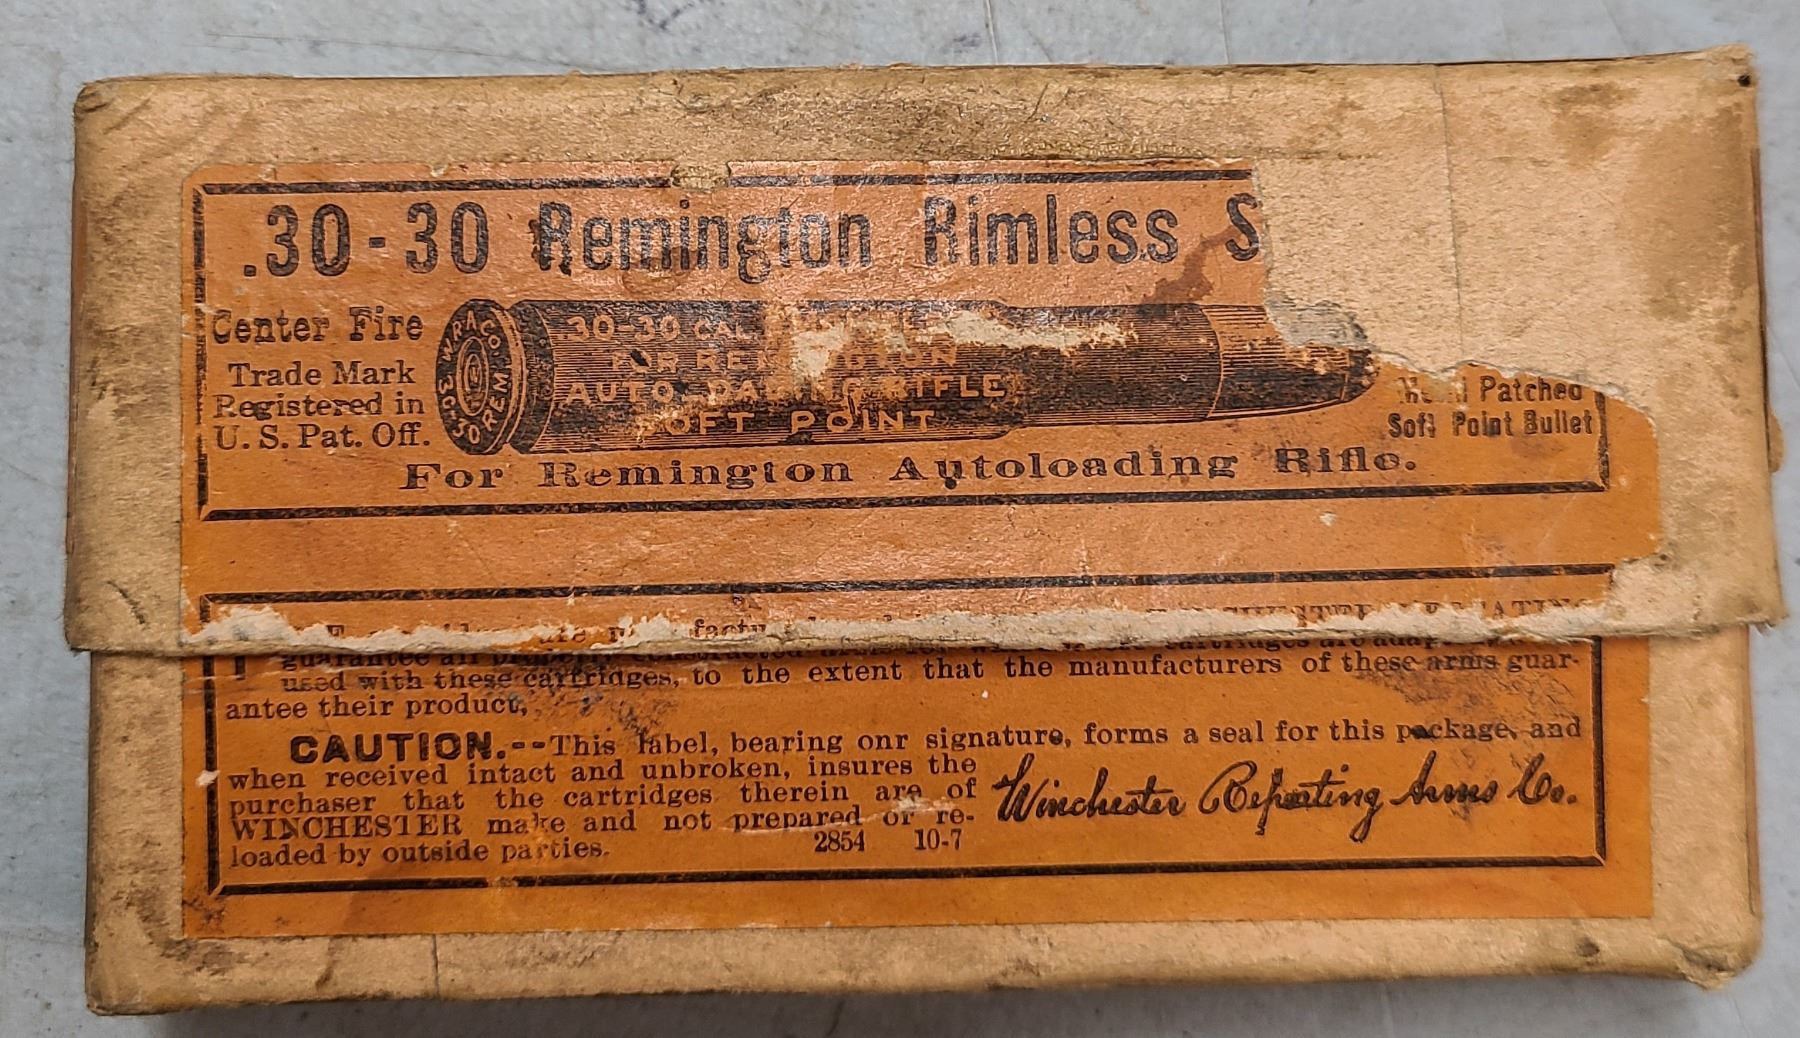 .30-30 Remington Rimless S
Center Fire
Trade Mark
Registered in
U. S. Pat. Off.
W.R.A.CO. 30-30 REM.
.30-30 CAL.
AUTO
RIFLE
SOFT POINT
Patched
Soft Point Bullet
For Remington Autoloading Rifle.
guarantee all
used with these cartridges, to the extent that the manufacturers of these arms guar-
antee their product,
CAUTION.--This label, bearing onr signature, forms a seal for this package, and
when received intact and unbroken, insures the
purchaser that the cartridges therein are of
WINCHESTER make and not prepared or re-
loaded by outside parties.
2854 10-7
Winchester Repeating Arms Co.